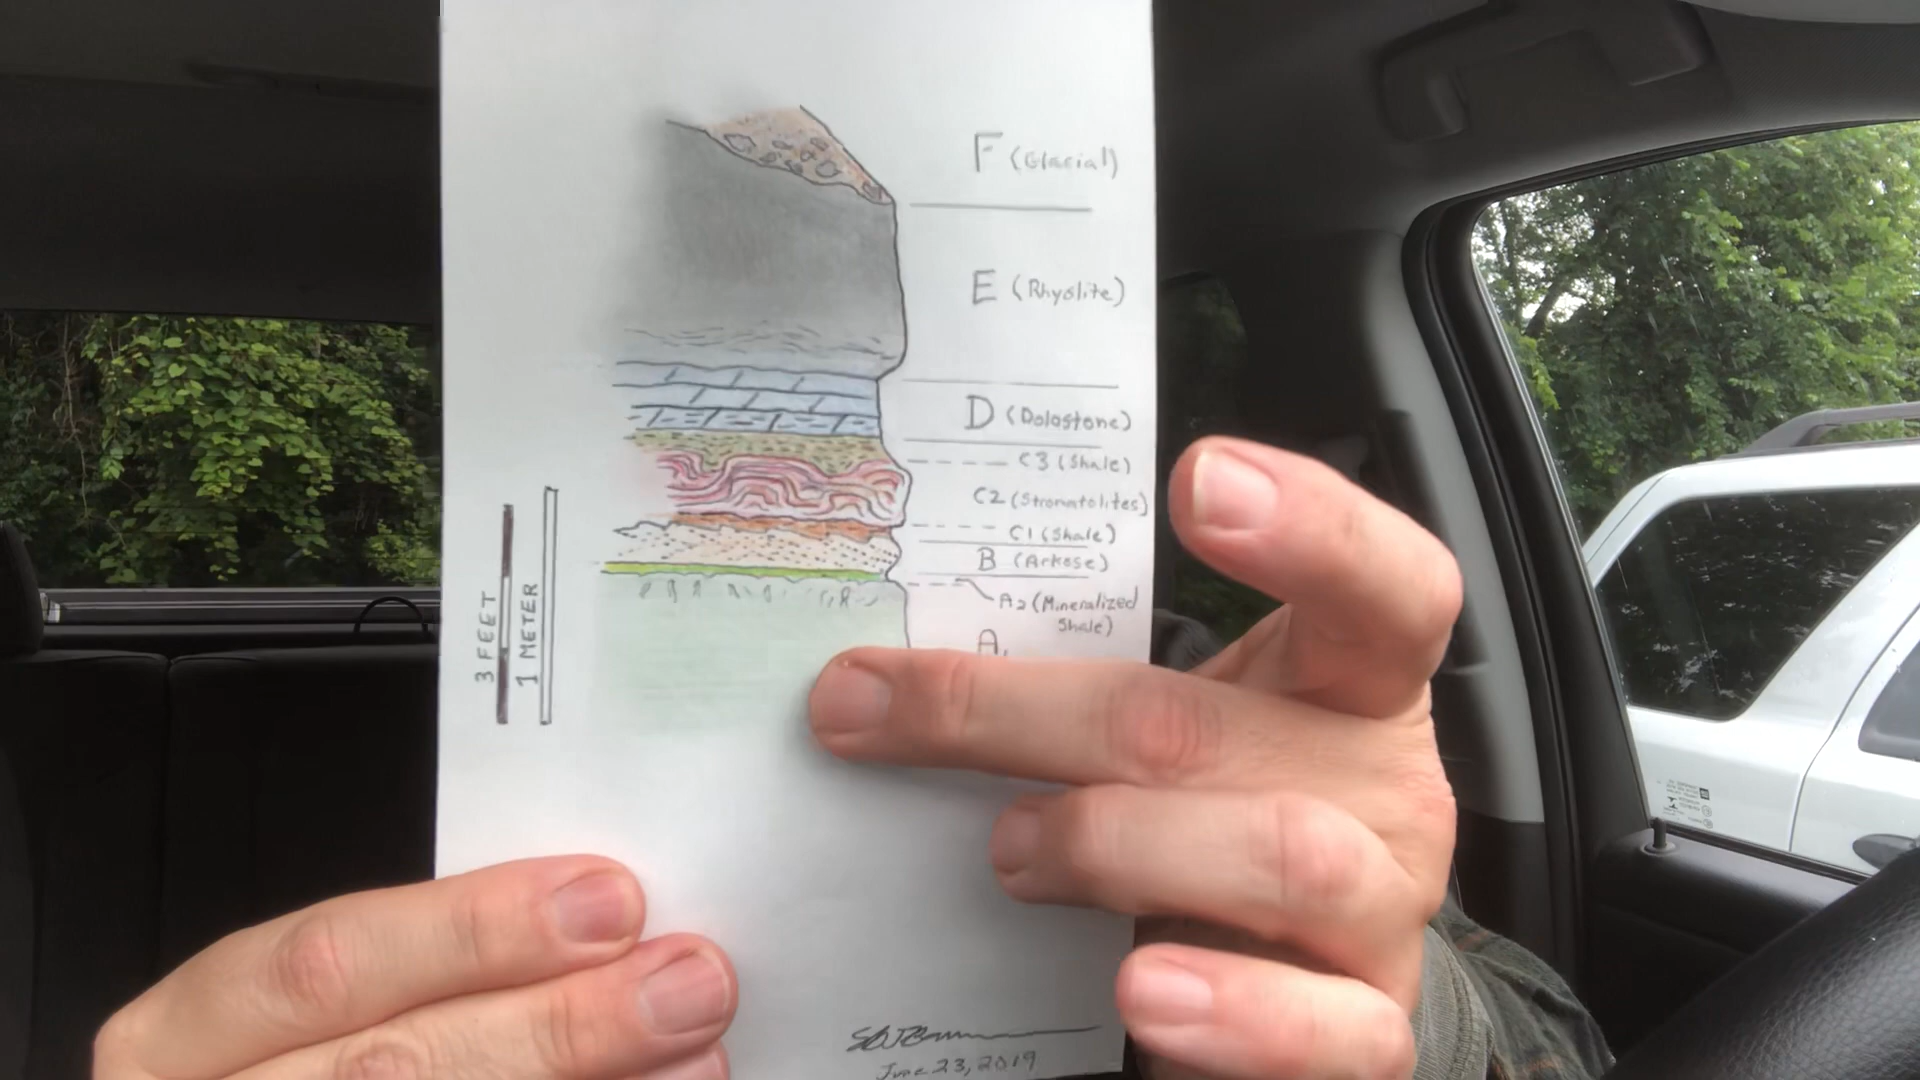 F (Glacial)
E (Rhyolite)
D (Dolostone)
C3 (Shale)
C2 (Stromatolites)
C1 (Shale)
B (Arkose)
A2 (Mineralized
Shale)
A1
3 FEET
1 METER
June 23, 2019